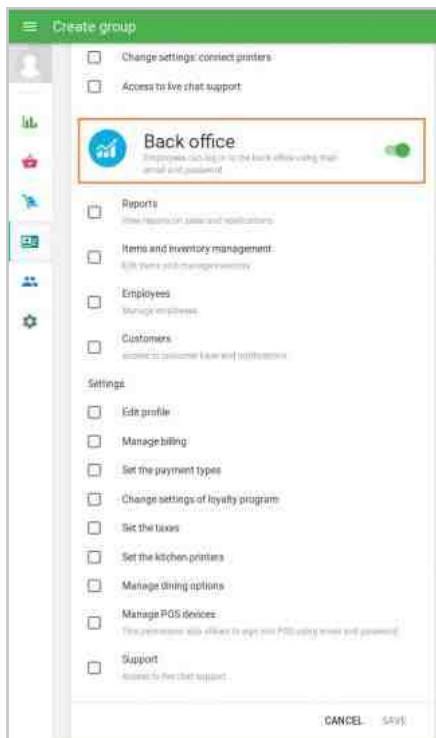 Create group
Change settings: connect printers
Access to live chat support
Back office
Employees can log in to the back office using their
email and password
Reports
View reports on sales and notifications
Items and inventory management
Edit items and manage inventory
Employees
Manage employees
Customers
Access to customer base and notifications
Settings
Edit profile
Manage billing
Set the payment types
Change settings of loyalty program
Set the taxes
Set the kitchen printers
Manage dining options
Manage POS devices
This permission also allows to sign into POS using email and password
Support
Access to live chat support
CANCEL SAVE